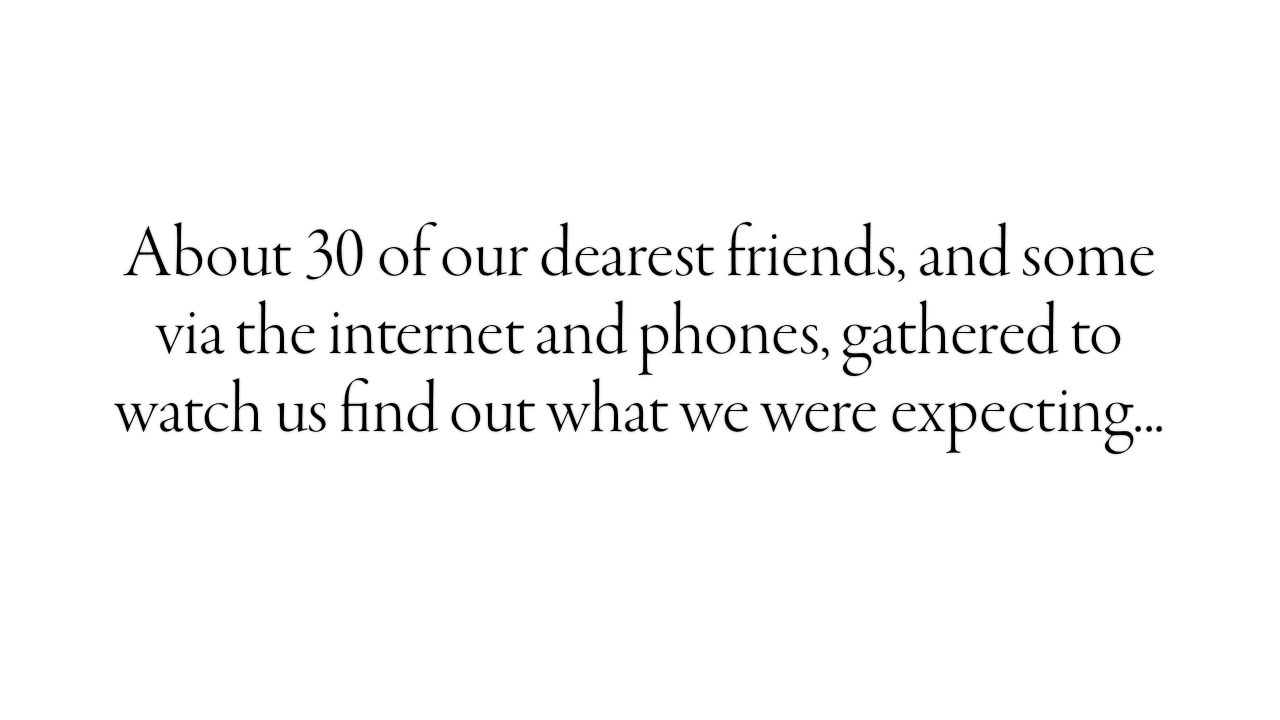 About 30 of our dearest friends, and some
via the internet and phones, gathered to
watch us find out what we were expecting...